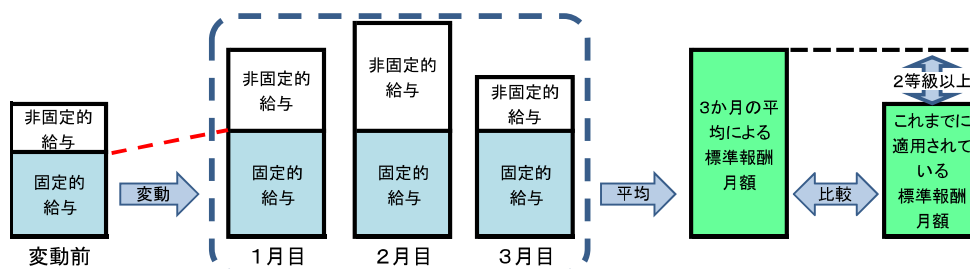 非固定的
給与
固定的
給与
変動前
変動
非固定的
給与
固定的
給与
1月目
非固定的
給与
固定的
給与
2月目
非固定的
給与
固定的
給与
3月目
平均
3か月の平
均による
標準報酬
月額
比較
2等級以上
これまでに
適用されて
いる
標準報酬
月額